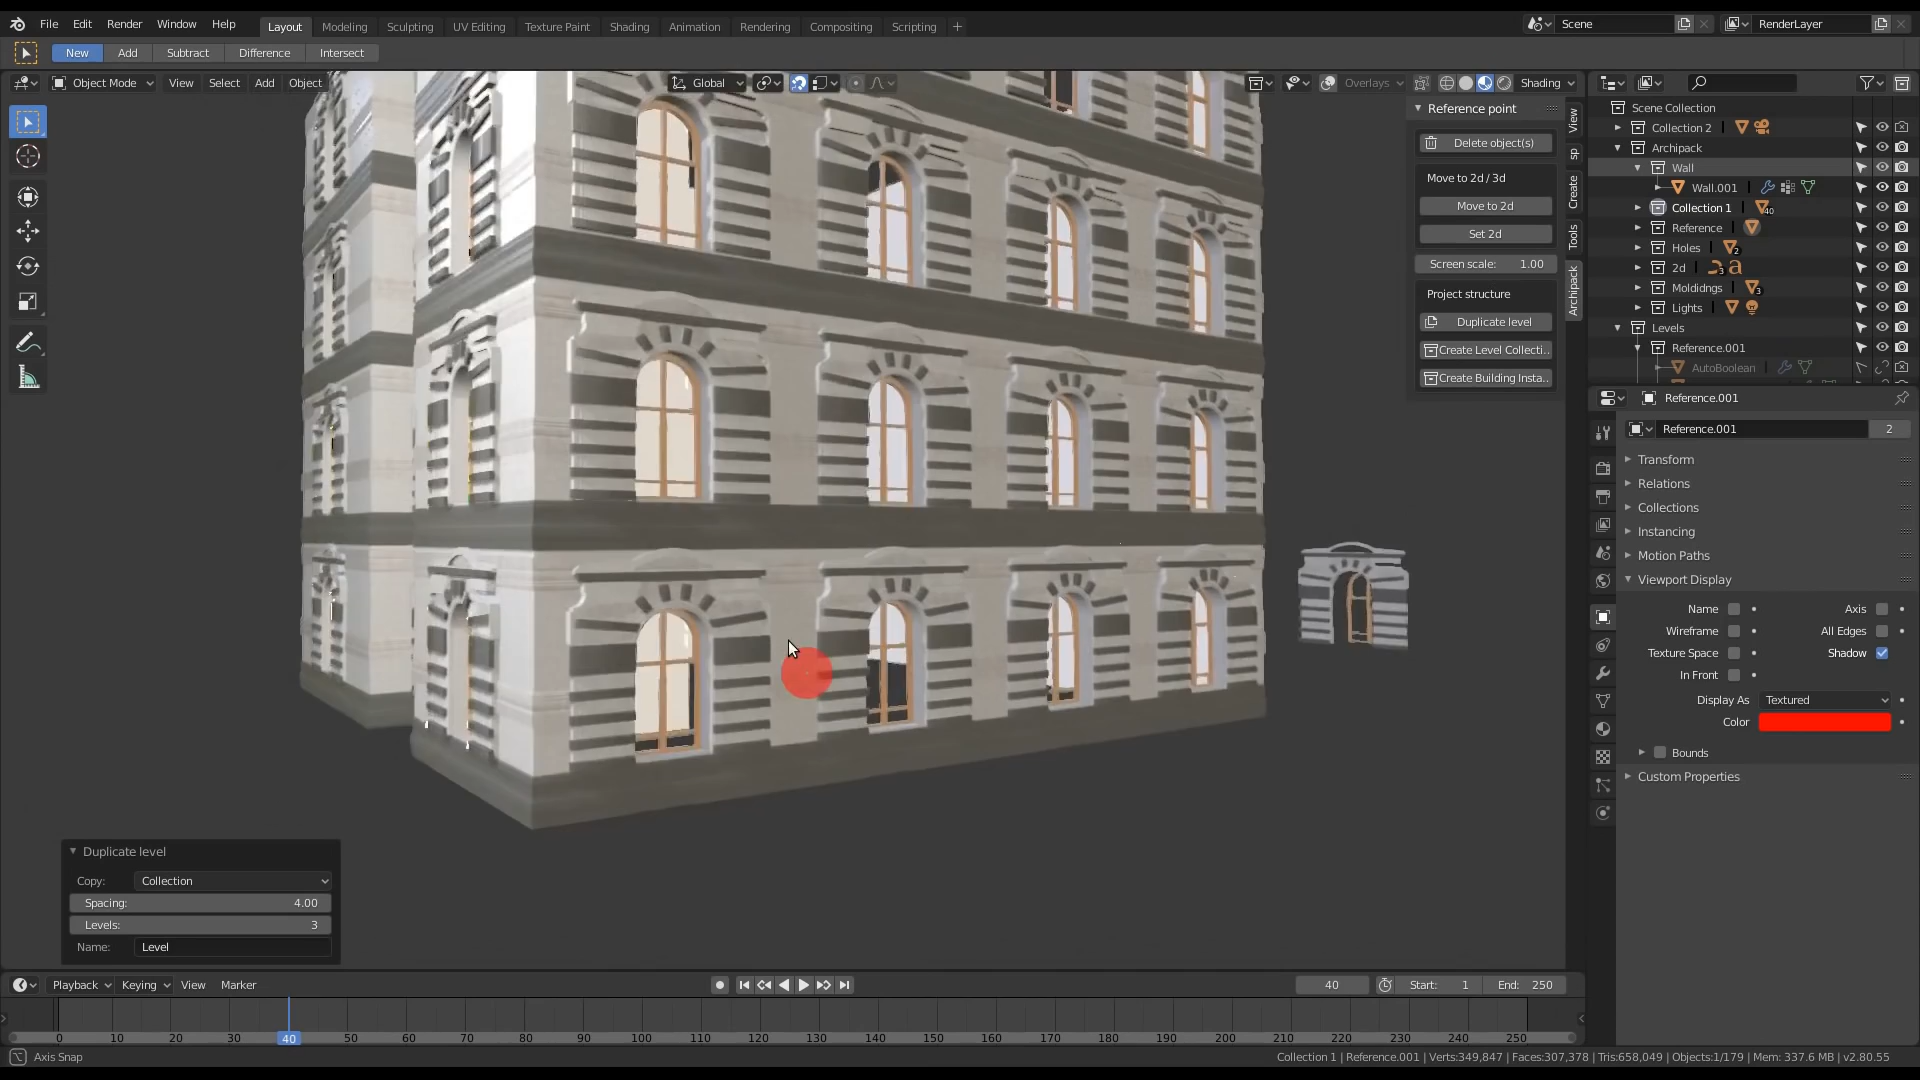 File Edit Render Window Help Layout Modeling Sculpting UV Editing Texture Paint Shading Animation Rendering Compositing Scripting + Scene RenderLayer
New Add Subtract Difference Intersect
Object Mode View Select Add Object Global Overlays Shading
Reference point
Delete object(s)
Move to 2d / 3d
Move to 2d
Set 2d
Screen scale: 1.00
Project structure
Duplicate level
Create Level Collecti..
Create Building Insta..
View
sp
Create
Tools
Archipack
Scene Collection
Collection 2
Archipack
Wall
Wall.001
Collection 1 40
Reference
Holes 2
2d 3
Moldidngs 3
Lights
Levels
Reference.001
AutoBoolean
Reference.001
Reference.001 2
Transform
Relations
Collections
Instancing
Motion Paths
Viewport Display
Name Axis
Wireframe All Edges
Texture Space Shadow
In Front
Display As Textured
Color
Bounds
Custom Properties
Duplicate level
Copy: Collection
Spacing: 4.00
Levels: 3
Name: Level
Playback Keying View Marker 40 Start: 1 End: 250
0 10 20 30 40 50 60 70 80 90 100 110 120 130 140 150 160 170 180 190 200 210 220 230 240 250
Axis Snap Collection 1 | Reference.001 | Verts:349,847 | Faces:307,378 | Tris:658,049 | Objects:1/179 | Mem: 337.6 MB | v2.80.55